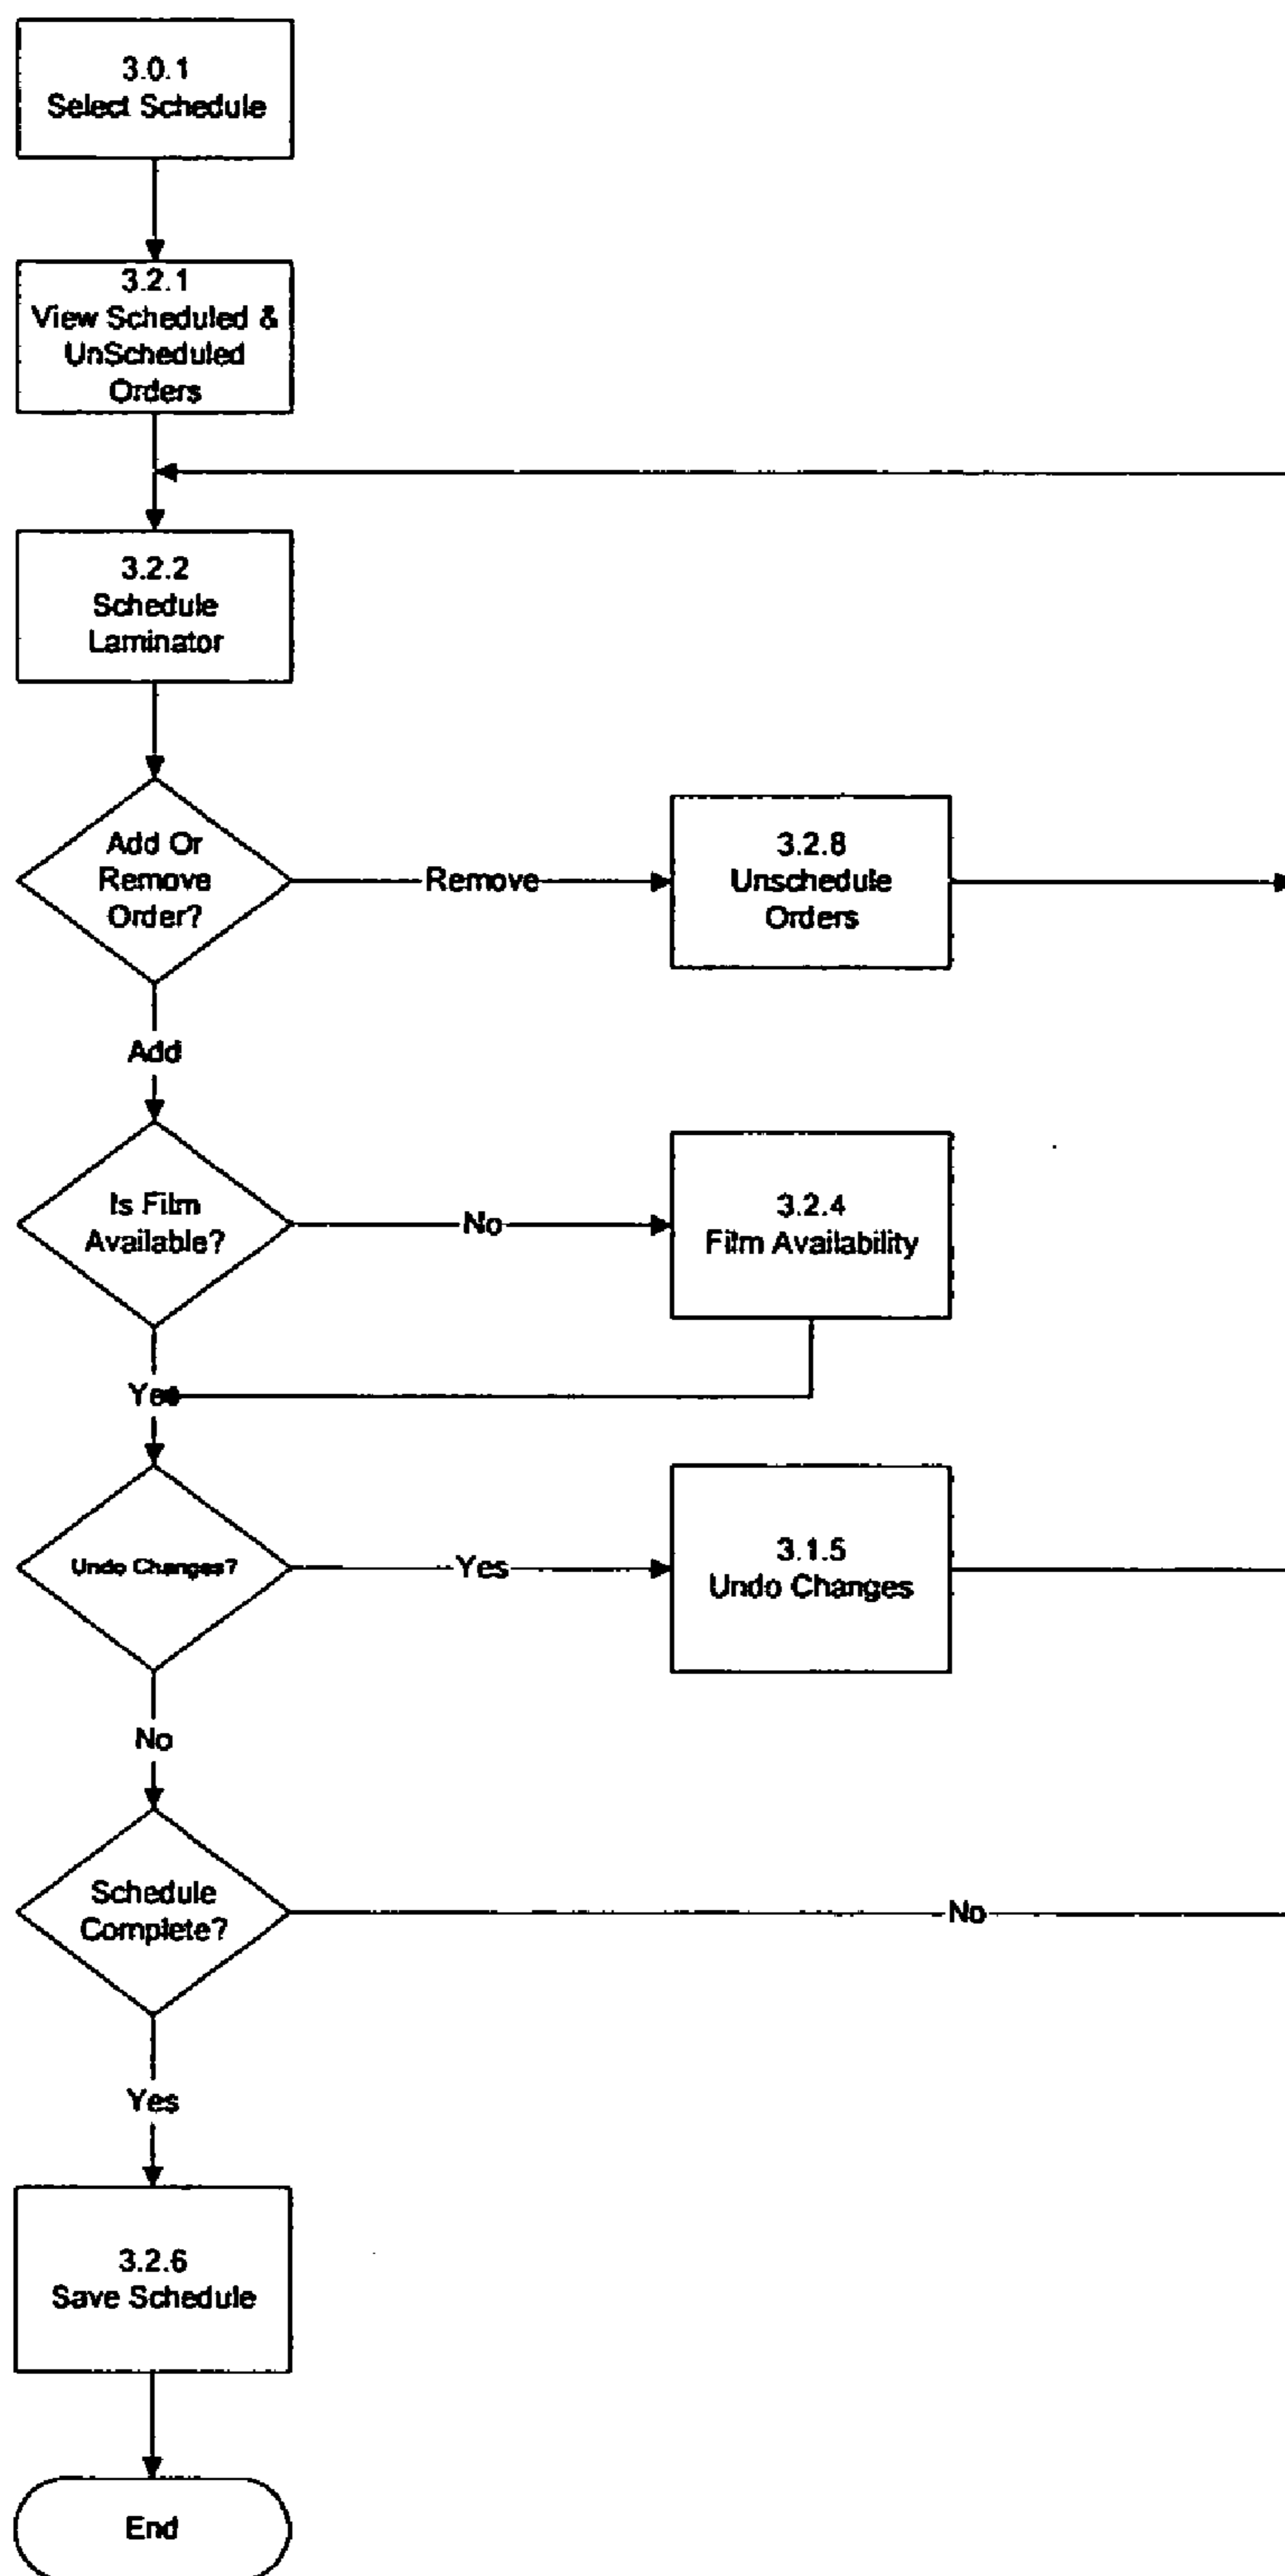 3.0.1
Select Schedule
3.2.1
View Scheduled &
UnScheduled
Orders
3.2.2
Schedule
Laminator
Add Or
Remove
Order?
Remove
3.2.8
Unschedule
Orders
Add
Is Film
Available?
No
3.2.4
Film Availability
Yes
Undo Changes?
Yes
3.1.5
Undo Changes
No
Schedule
Complete?
No
Yes
3.2.6
Save Schedule
End